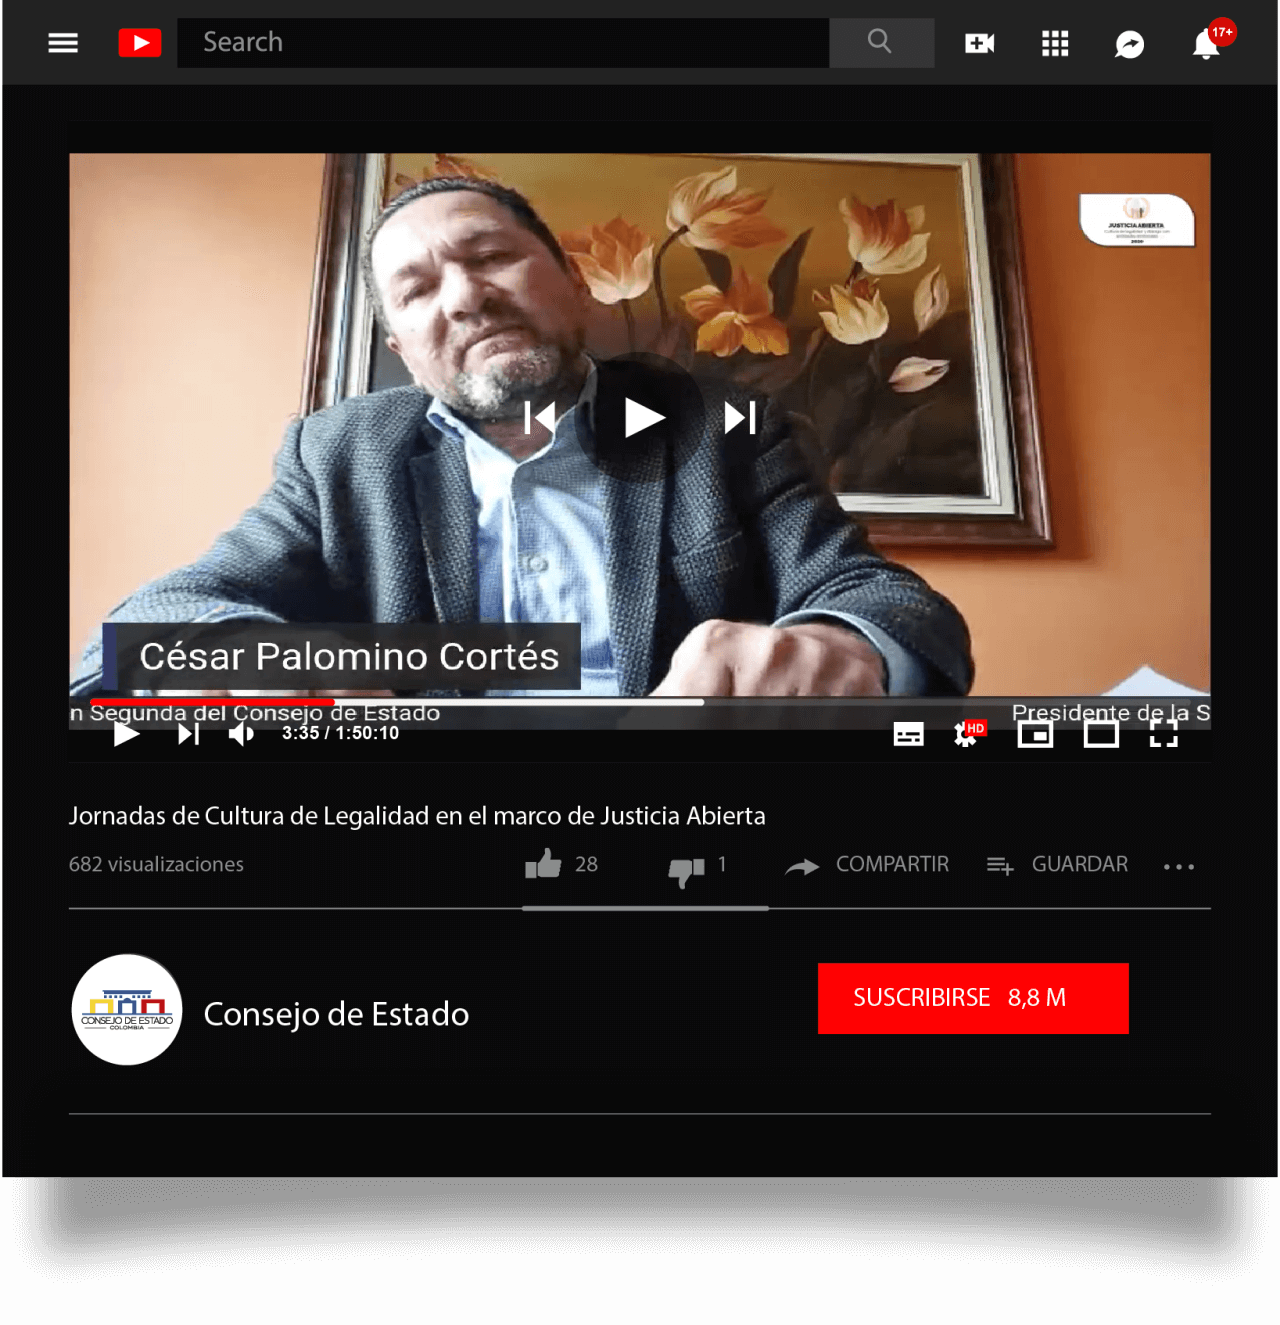 Search
17+
JUSTICIA ABIERTA
2020
César Palomino Cortés
n Segunda del Consejo de Estado
Presidente de la S
3:35 / 1:50:10
HD
Jornadas de Cultura de Legalidad en el marco de Justicia Abierta
682 visualizaciones
28
1
COMPARTIR
GUARDAR
CONSEJO DE ESTADO
COLOMBIA
Consejo de Estado
SUSCRIBIRSE 8,8 M